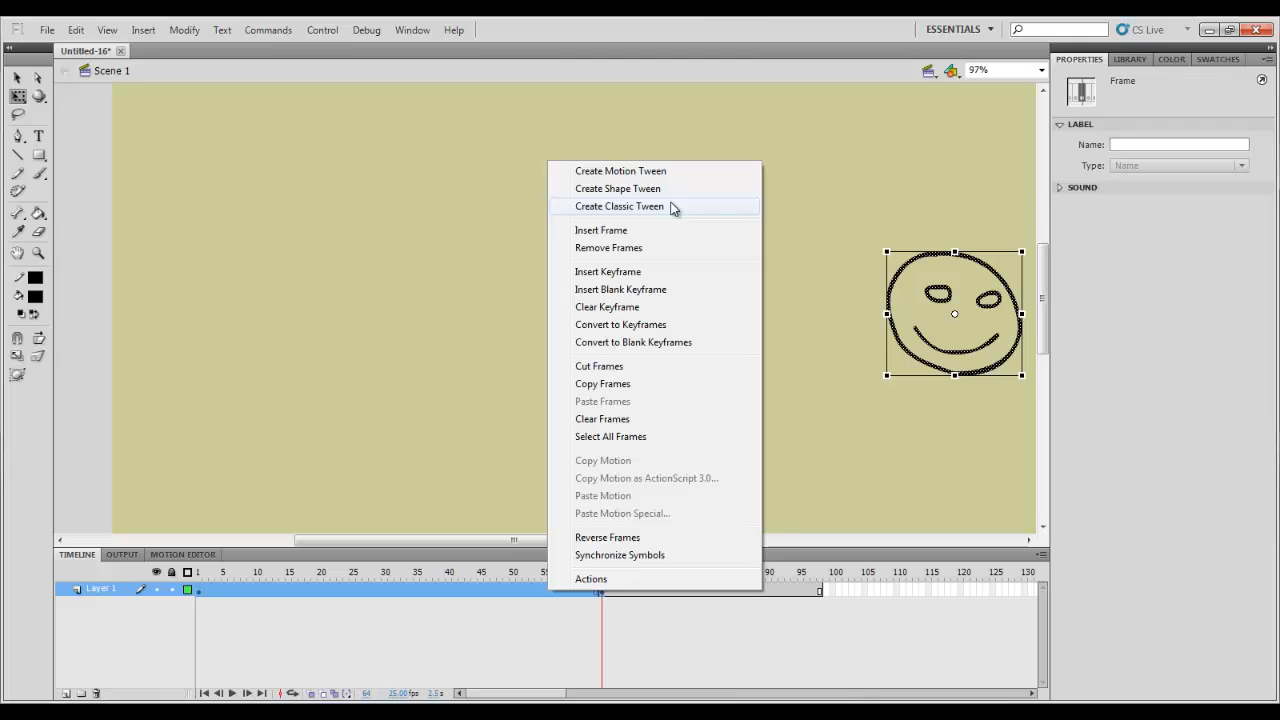 Fl File Edit View Insert Modify Text Commands Control Debug Window Help ESSENTIALS CS Live
Untitled-16*
Scene 1 97%
PROPERTIES LIBRARY COLOR SWATCHES
Frame
LABEL
Name:
Type: Name
SOUND
T
Create Motion Tween
Create Shape Tween
Create Classic Tween
Insert Frame
Remove Frames
Insert Keyframe
Insert Blank Keyframe
Clear Keyframe
Convert to Keyframes
Convert to Blank Keyframes
Cut Frames
Copy Frames
Paste Frames
Clear Frames
Select All Frames
Copy Motion
Copy Motion as ActionScript 3.0...
Paste Motion
Paste Motion Special...
Reverse Frames
Synchronize Symbols
Actions
TIMELINE OUTPUT MOTION EDITOR
1 5 10 15 20 25 30 35 40 45 50 90 95 100 105 110 115 120 125 130
Layer 1
64 25.00fps 2.5s